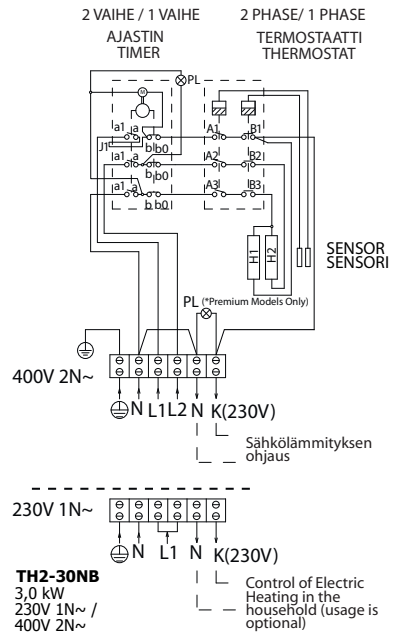 2 VAIHE / 1 VAIHE
2 PHASE/ 1 PHASE
AJASTIN
TIMER
TERMOSTAATTI
THERMOSTAT
PL
M
a1 a
A1
B1
J1
b b0
a1 a
A2
B2
b b0
a1 a
A3
B3
b b0
H1
H2
SENSOR
SENSORI
PL (*Premium Models Only)
400V 2N~
N L1 L2 N K(230V)
Sähkölämmityksen
ohjaus
230V 1N~
N L1 N K(230V)
TH2-30NB
3,0 kW
230V 1N~ /
400V 2N~
Control of Electric
Heating in the
household (usage is
optional)